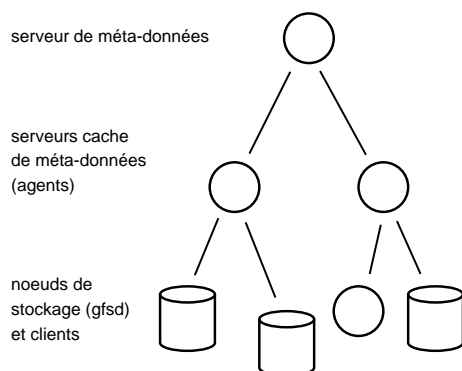 serveur de méta-données
serveurs cache
de méta-données
(agents)
noeuds de
stockage (gfsd)
et clients